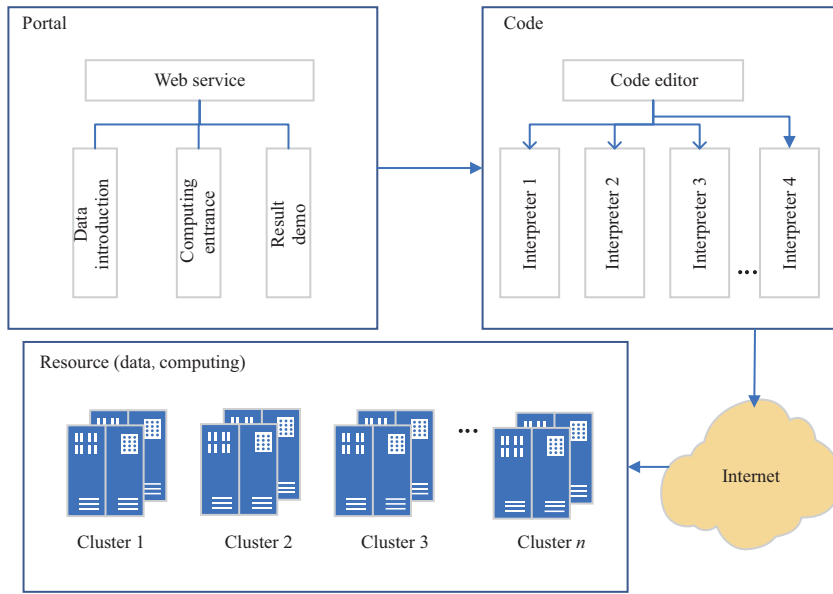 Portal
Web service
Data
introduction
Computing
entrance
Result
demo
Code
Code editor
Interpreter 1
Interpreter 2
Interpreter 3
...
Interpreter 4
Resource (data, computing)
...
Cluster 1
Cluster 2
Cluster 3
Cluster n
Internet